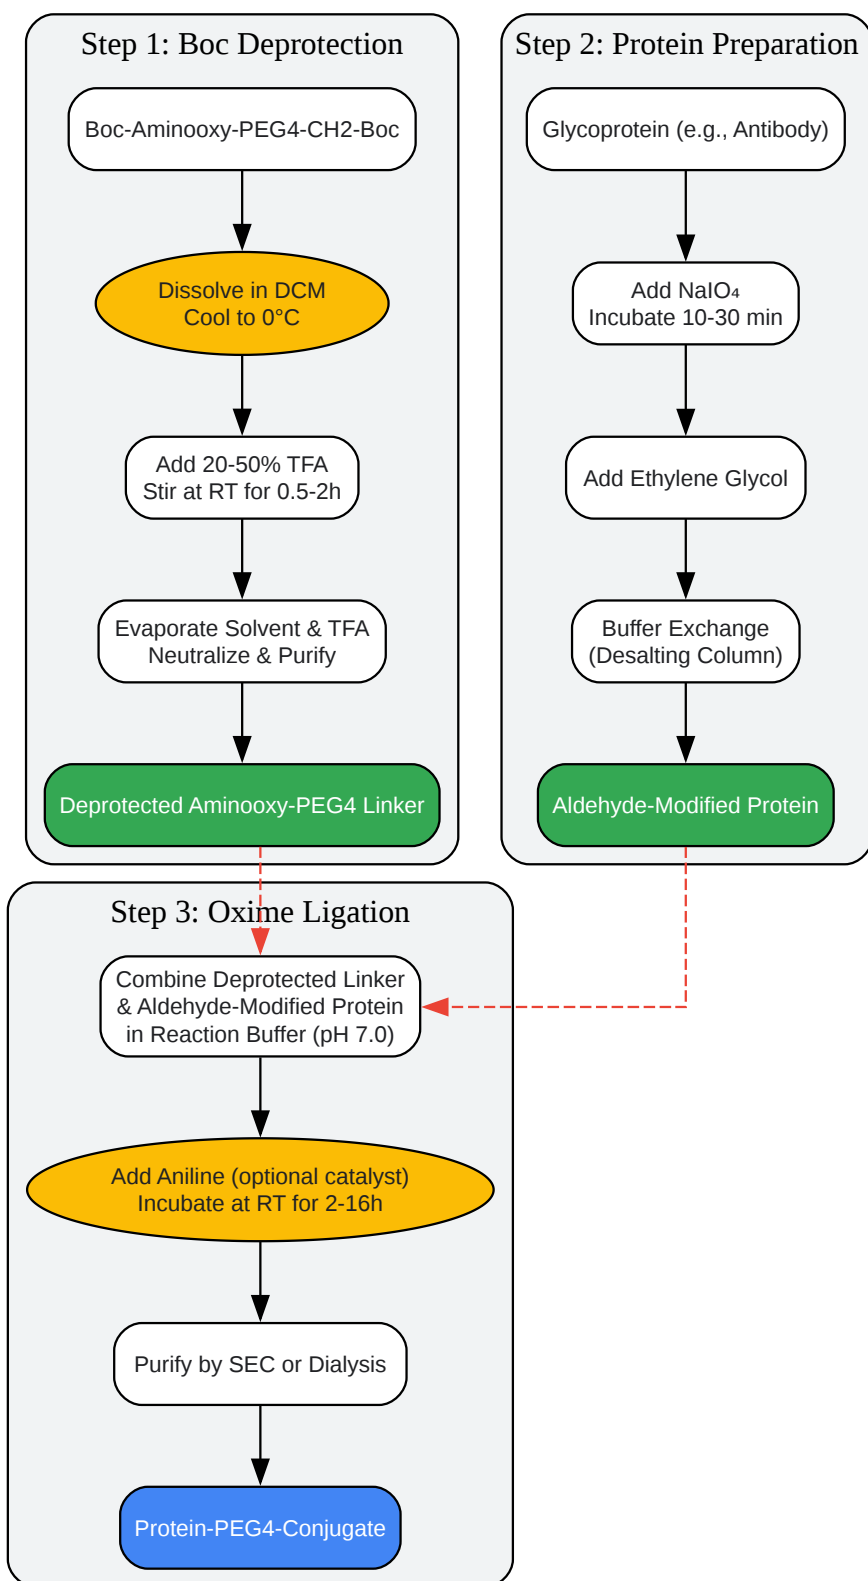 Step 1: Boc Deprotection
Boc-Aminooxy-PEG4-CH2-Boc
Dissolve in DCM
Cool to 0°C
Add 20-50% TFA
Stir at RT for 0.5-2h
Evaporate Solvent & TFA
Neutralize & Purify
Deprotected Aminooxy-PEG4 Linker
Step 2: Protein Preparation
Glycoprotein (e.g., Antibody)
Add NaIO₄
Incubate 10-30 min
Add Ethylene Glycol
Buffer Exchange
(Desalting Column)
Aldehyde-Modified Protein
Step 3: Oxime Ligation
Combine Deprotected Linker
& Aldehyde-Modified Protein
in Reaction Buffer (pH 7.0)
Add Aniline (optional catalyst)
Incubate at RT for 2-16h
Purify by SEC or Dialysis
Protein-PEG4-Conjugate